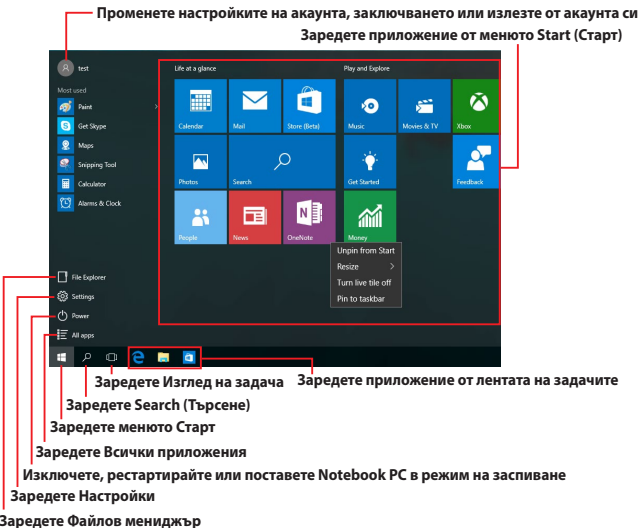 Променете настройките на акаунта, заключването или излезте от акаунта си
Заредете приложение от менюто Start (Старт)
test
Life at a glance
Play and Explore
Most used
Paint
Get Skype
Maps
Snipping Tool
Calculator
Alarms & Clock
Calendar
Mail
Store (Beta)
Music
Movies & TV
Xbox
Photos
Search
Get Started
Feedback
People
News
OneNote
Money
Unpin from Start
Resize
Turn live tile off
Pin to taskbar
File Explorer
Settings
Power
All apps
Заредете Изглед на задача
Заредете приложение от лентата на задачите
Заредете Search (Търсене)
Заредете менюто Старт
Заредете Всички приложения
Изключете, рестартирайте или поставете Notebook PC в режим на заспиване
Заредете Настройки
Заредете Файлов мениджър